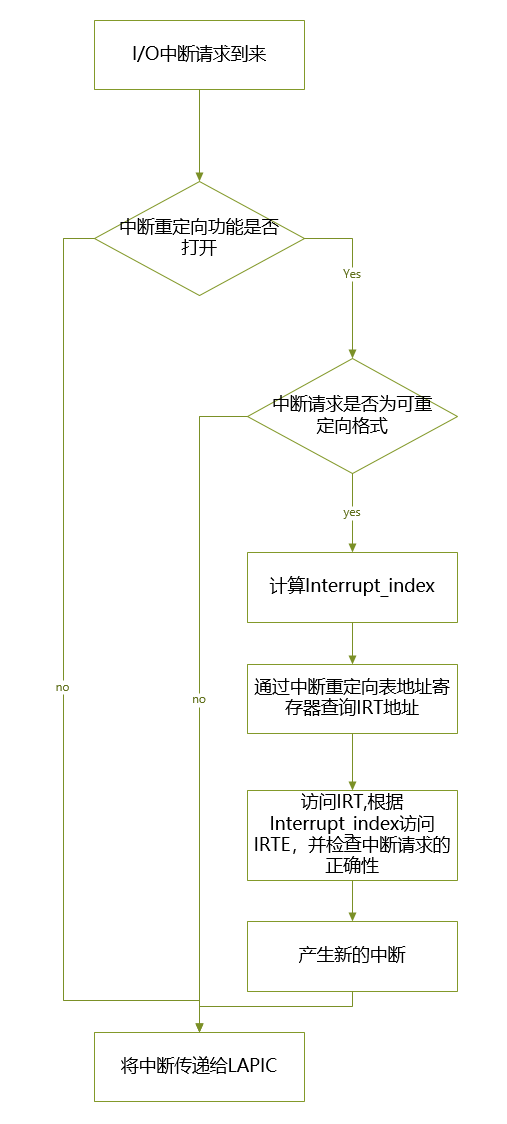 I/O中断请求到来
中断重定向功能是否
打开
Yes
中断请求是否为可重
定向格式
yes
计算Interrupt_index
通过中断重定向表地址寄
存器查询IRT地址
no
no
访问IRT,根据
Interrupt_index访问
IRTE，并检查中断请求的
正确性
产生新的中断
将中断传递给LAPIC